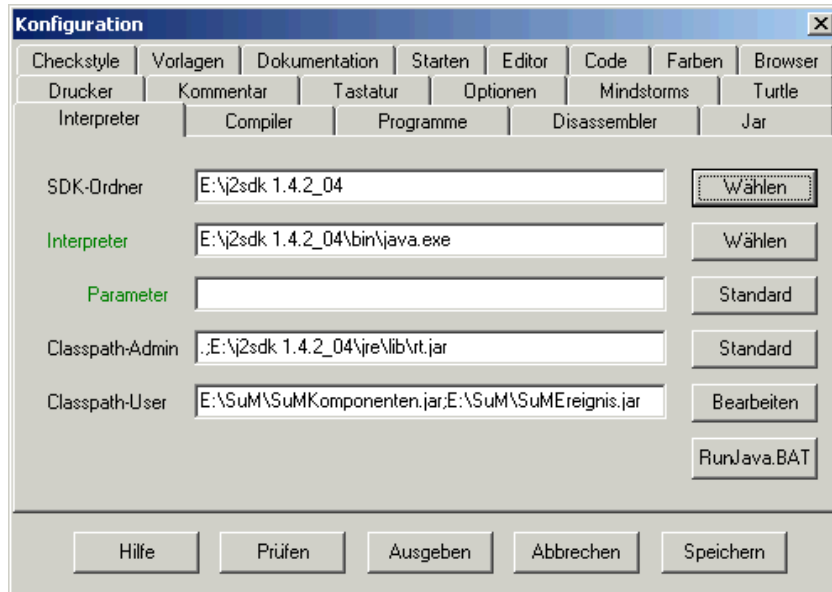 Konfiguration
Checkstyle Vorlagen Dokumentation Starten Editor Code Farben Browser
Drucker Kommentar Tastatur Optionen Mindstorms Turtle
Interpreter Compiler Programme Disassembler Jar
SDK-Ordner E:\j2sdk 1.4.2_04 Wählen
Interpreter E:\j2sdk 1.4.2_04\bin\java.exe Wählen
Parameter Standard
Classpath-Admin .;E:\j2sdk 1.4.2_04\jre\lib\rt.jar Standard
Classpath-User E:\SuM\SuMKomponenten.jar;E:\SuM\SuMEreignis.jar Bearbeiten
RunJava.BAT
Hilfe Prüfen Ausgeben Abbrechen Speichern